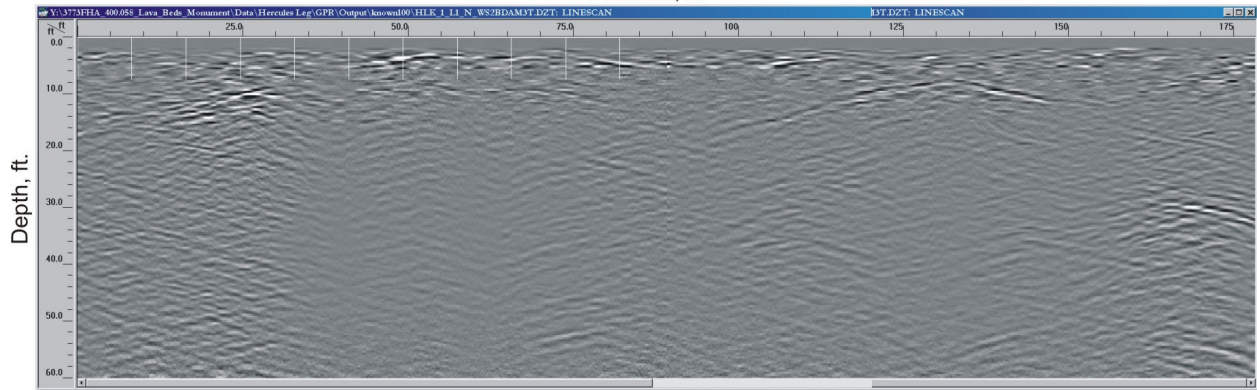 Y:\3773FHA_400.058_Lava_Beds_Monument\Data\Hercules Leg\GPR\Output\known100\HLK_1_L1_N_WS2BDAM3T.DZT: LINESCAN
I3T.DZT: LINESCAN
ft
ft
25.0
50.0
75.0
100
125
150
175
0.0
10.0
20.0
30.0
40.0
50.0
60.0
Depth, ft.